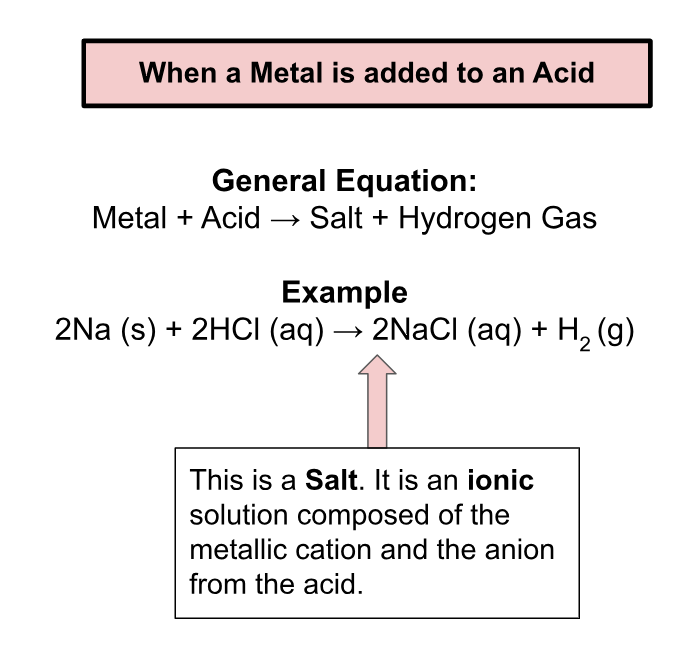 When a Metal is added to an Acid
General Equation:
Metal + Acid → Salt + Hydrogen Gas
Example
2Na (s) + 2HCl (aq) → 2NaCl (aq) + H₂ (g)
This is a Salt. It is an ionic
solution composed of the
metallic cation and the anion
from the acid.